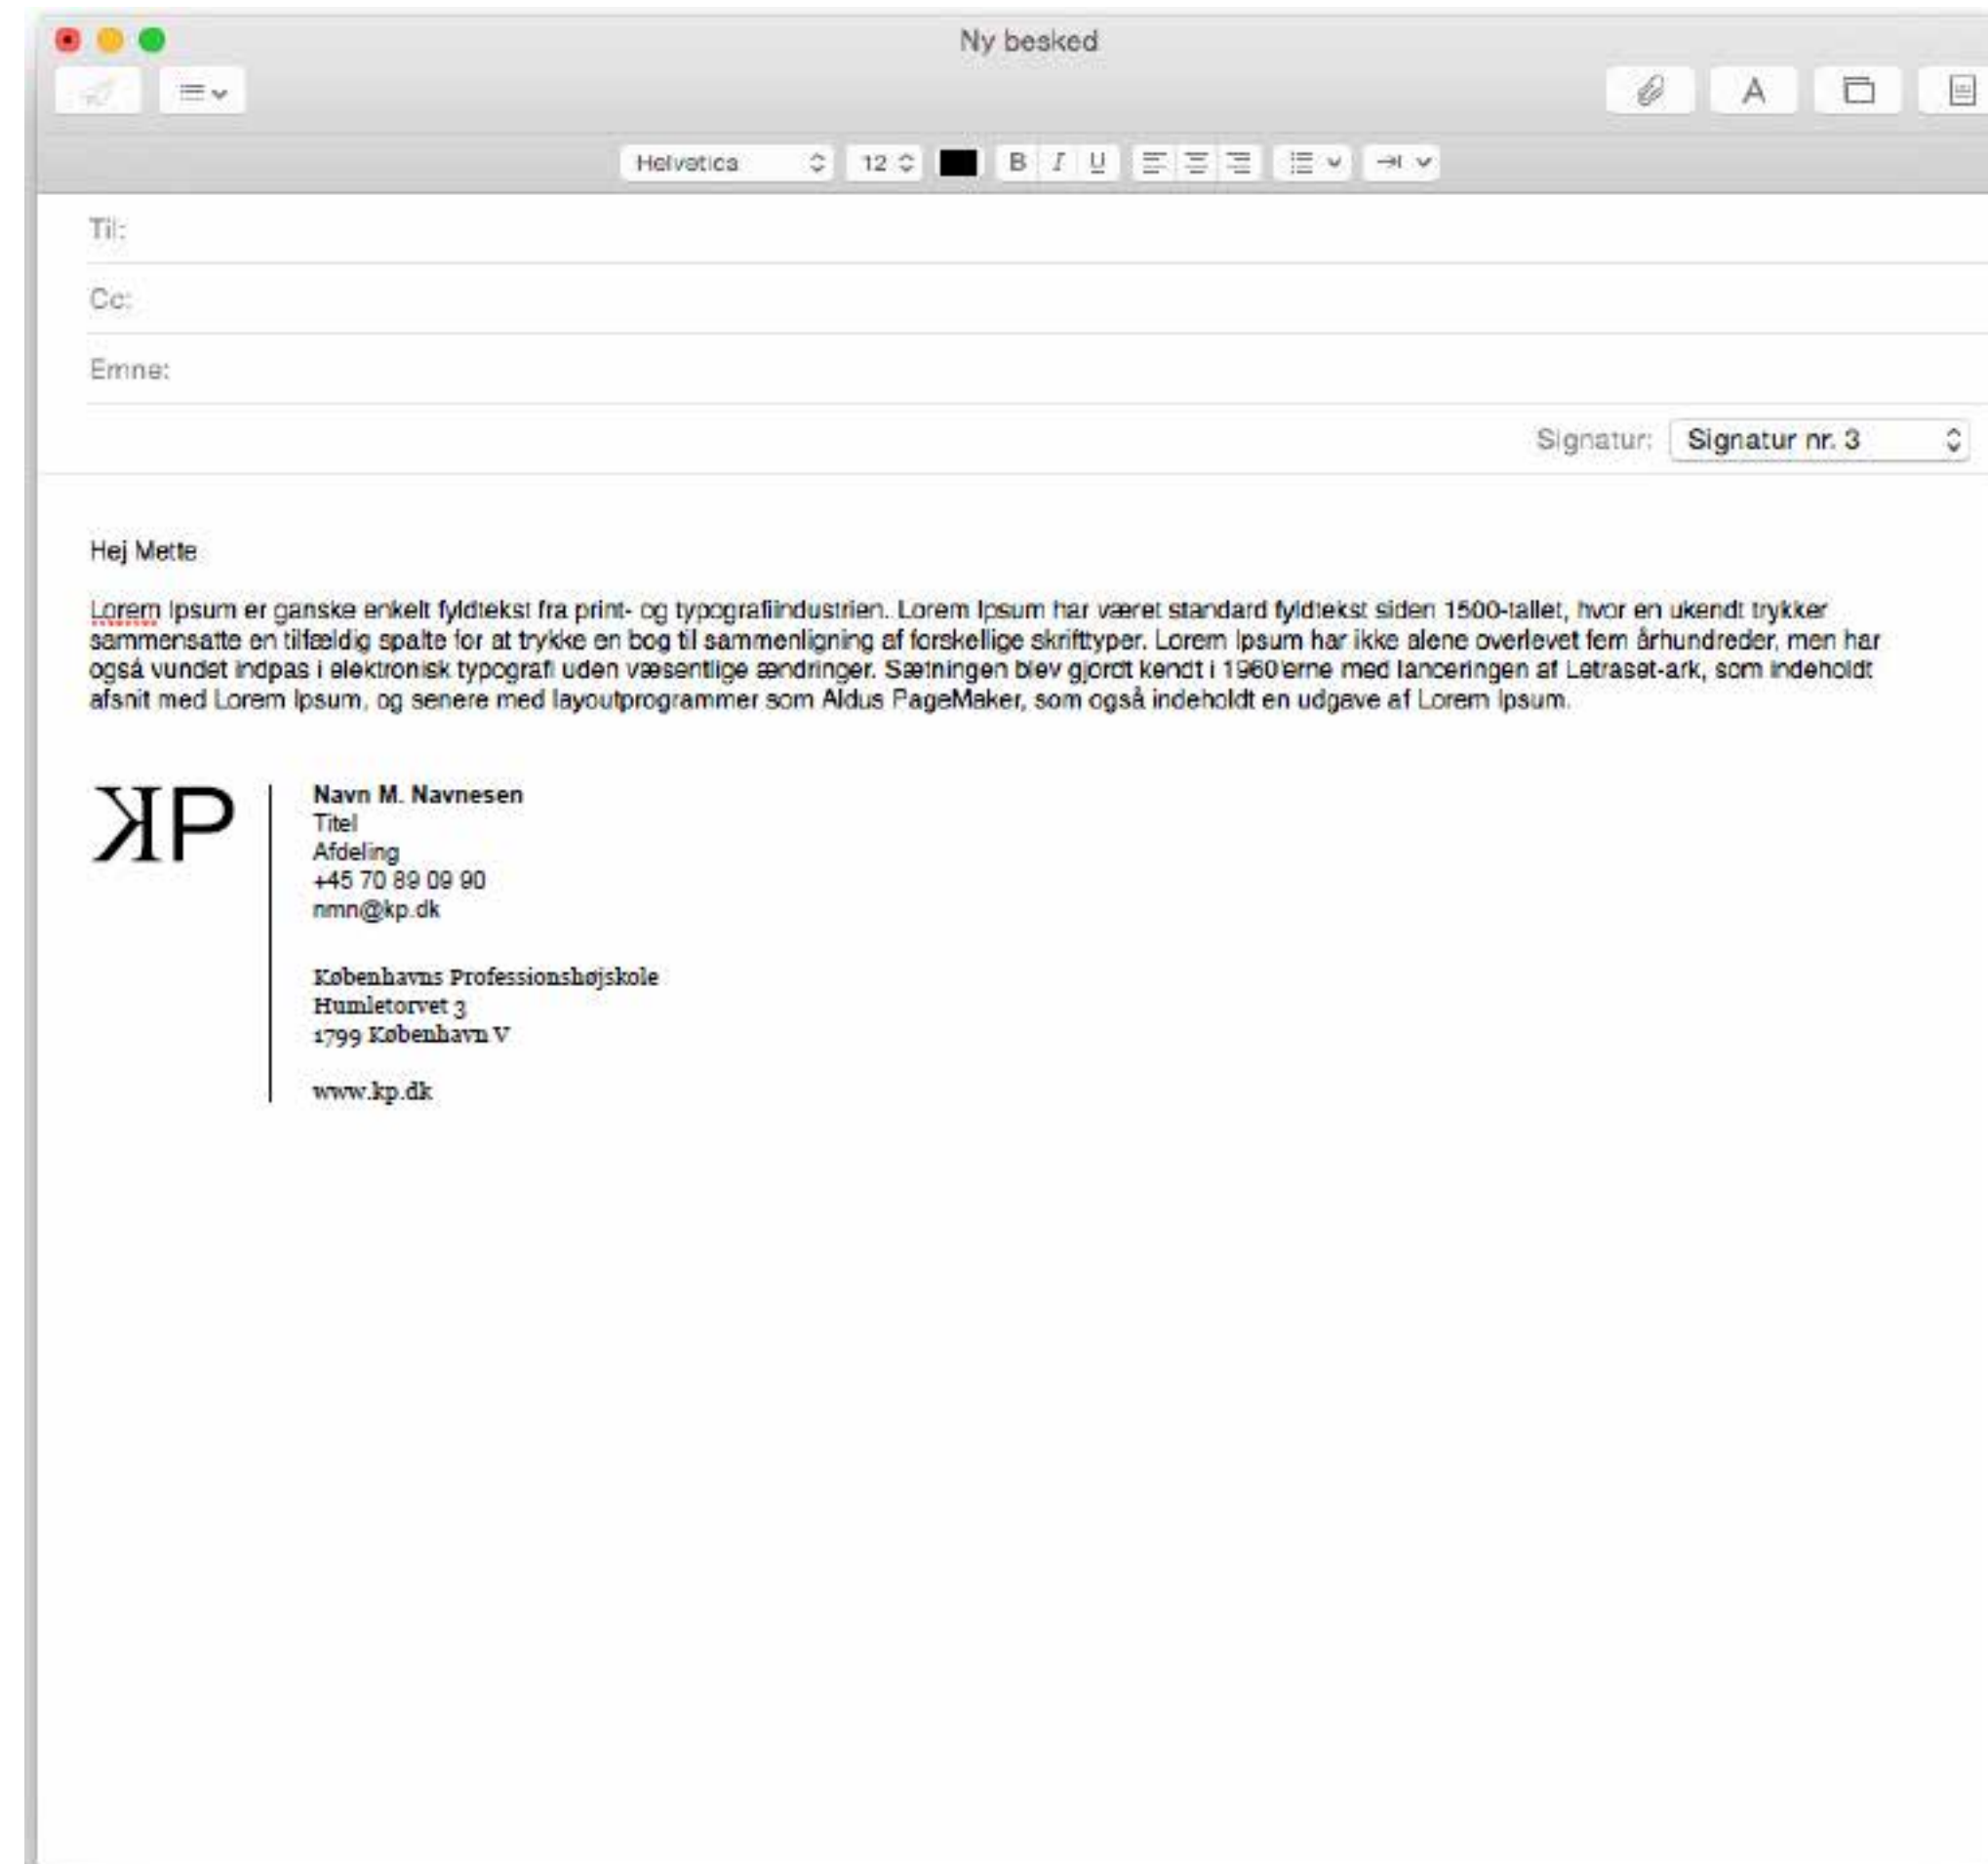 Ny besked
Helvetica 12 B I U
Til:
Cc:
Emne:
Signatur: Signatur nr. 3
Hej Mette
Lorem Ipsum er ganske enkelt fyldtekst fra print- og typografiindustrien. Lorem Ipsum har været standard fyldtekst siden 1500-tallet, hvor en ukendt trykker
sammensatte en tilfældig spalte for at trykke en bog til sammenligning af forskellige skrifttyper. Lorem Ipsum har ikke alene overlevet fem århundreder, men har
også vundet indpas i elektronisk typografi uden væsentlige ændringer. Sætningen blev gjordt kendt i 1960'erne med lanceringen af Letraset-ark, som indeholdt
afsnit med Lorem Ipsum, og senere med layoutprogrammer som Aldus PageMaker, som også indeholdt en udgave af Lorem Ipsum.
KP
Navn M. Navnesen
Titel
Afdeling
+45 70 89 09 90
nmn@kp.dk
Københavns Professionshøjskole
Humletorvet 3
1799 København V
www.kp.dk